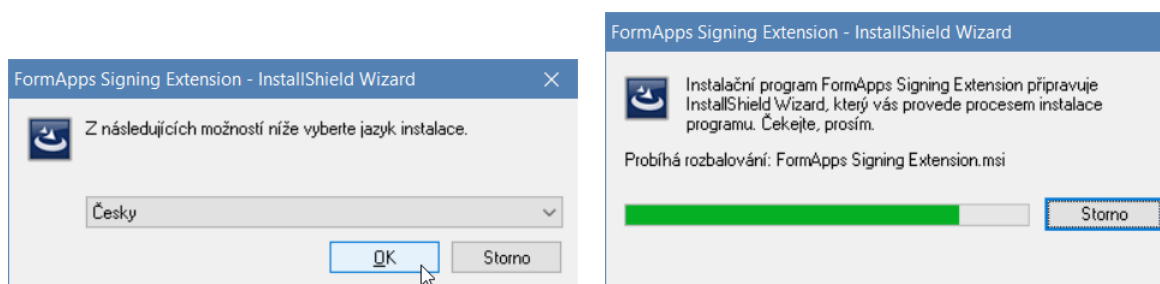 FormApps Signing Extension - InstallShield Wizard
Z následujících možností níže vyberte jazyk instalace.
Česky
OK
Storno
FormApps Signing Extension - InstallShield Wizard
Instalační program FormApps Signing Extension připravuje
InstallShield Wizard, který vás provede procesem instalace
programu. Čekejte, prosím.
Probíhá rozbalování: FormApps Signing Extension.msi
Storno